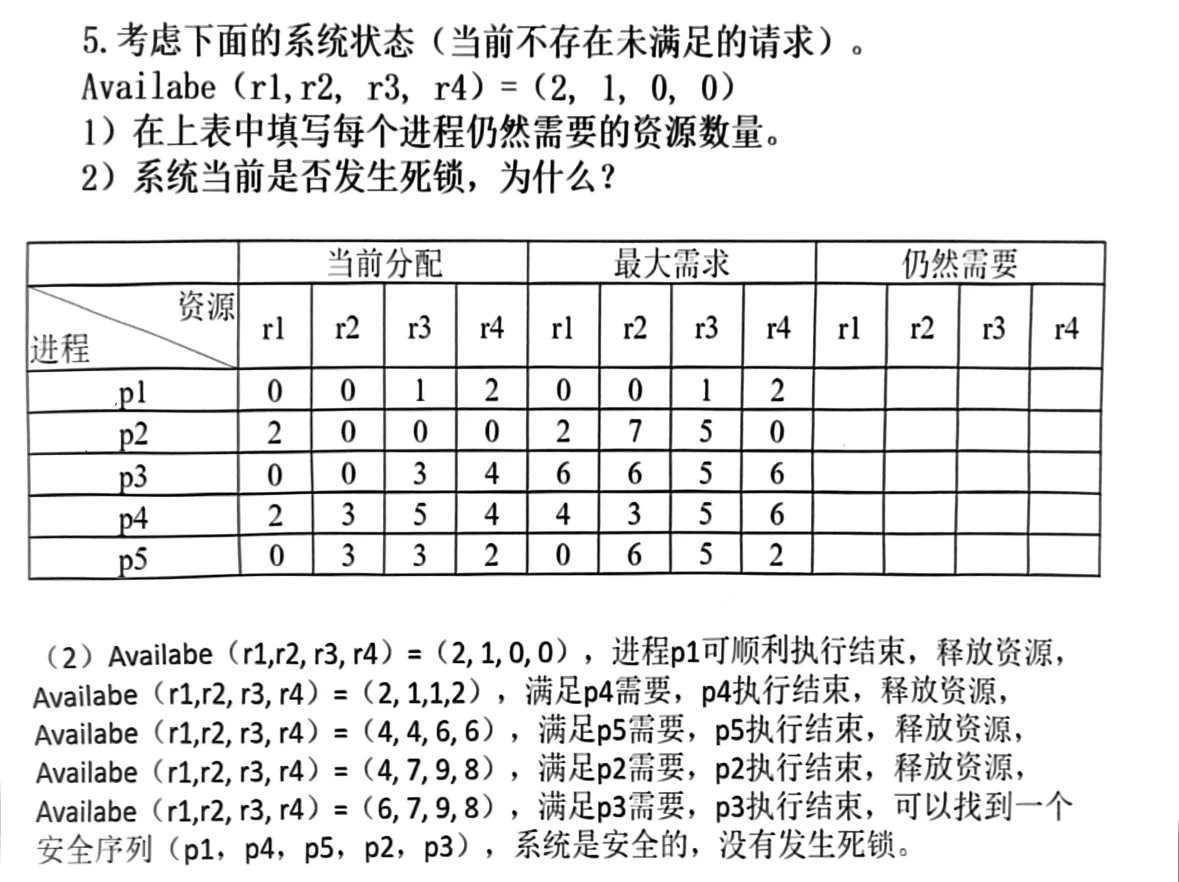 5.考虑下面的系统状态（当前不存在未满足的请求）。
Availabe（r1,r2, r3, r4）=（2, 1, 0, 0）
1）在上表中填写每个进程仍然需要的资源数量。
2）系统当前是否发生死锁，为什么？
当前分配 最大需求 仍然需要
资源
进程 r1 r2 r3 r4 r1 r2 r3 r4 r1 r2 r3 r4
p1 0 0 1 2 0 0 1 2
p2 2 0 0 0 2 7 5 0
p3 0 0 3 4 6 6 5 6
p4 2 3 5 4 4 3 5 6
p5 0 3 3 2 0 6 5 2
（2）Availabe（r1,r2, r3, r4）=（2, 1, 0, 0），进程p1可顺利执行结束，释放资源，
Availabe（r1,r2, r3, r4）=（2, 1,1,2），满足p4需要，p4执行结束，释放资源，
Availabe（r1,r2, r3, r4）=（4, 4, 6, 6），满足p5需要，p5执行结束，释放资源，
Availabe（r1,r2, r3, r4）=（4, 7, 9, 8），满足p2需要，p2执行结束，释放资源，
Availabe（r1,r2, r3, r4）=（6, 7, 9, 8），满足p3需要，p3执行结束，可以找到一个
安全序列（p1，p4，p5，p2，p3），系统是安全的，没有发生死锁。